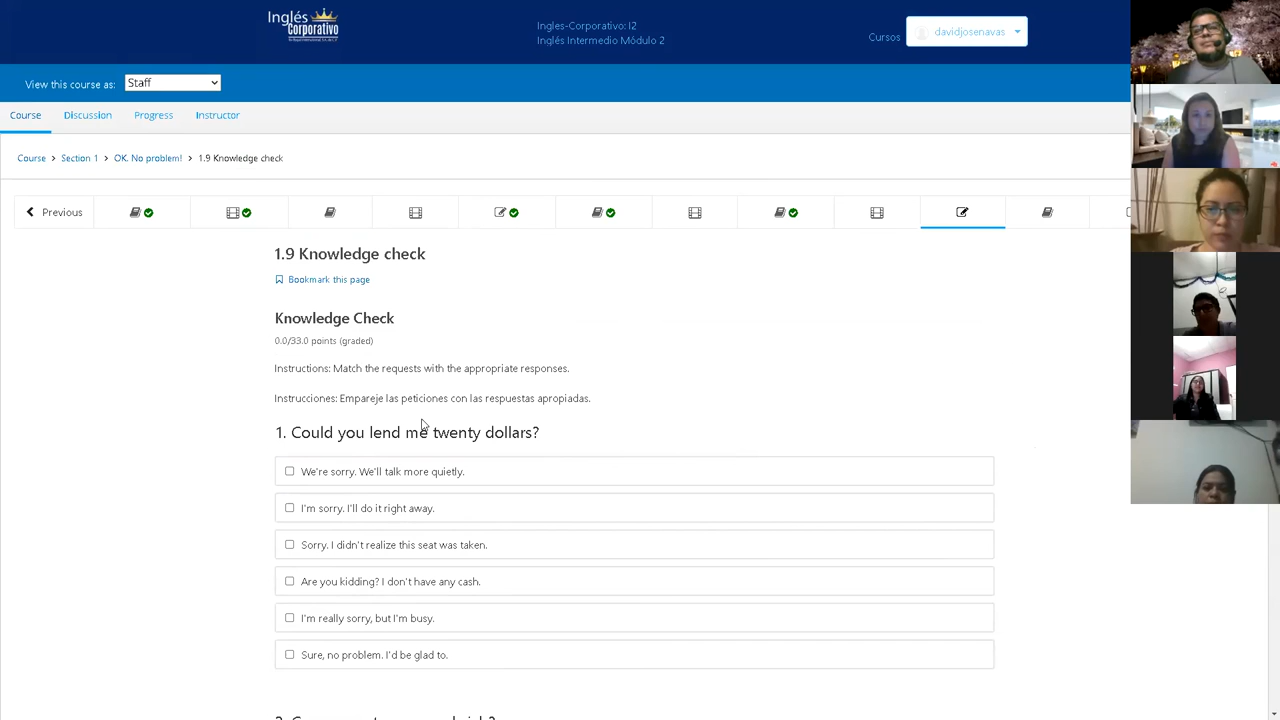 Inglés
Corporativo
Ingles-Corporativo: I2
Inglés Intermedio Módulo 2
Cursos
davidjosenavas
View this course as:
Staff
Course
Discussion
Progress
Instructor
Course > Section 1 > OK. No problem! > 1.9 Knowledge check
Previous
1.9 Knowledge check
Bookmark this page
Knowledge Check
0.0/33.0 points (graded)
Instructions: Match the requests with the appropriate responses.
Instrucciones: Empareje las peticiones con las respuestas apropiadas.
1. Could you lend me twenty dollars?
We're sorry. We'll talk more quietly.
I'm sorry. I'll do it right away.
Sorry. I didn't realize this seat was taken.
Are you kidding? I don't have any cash.
I'm really sorry, but I'm busy.
Sure, no problem. I'd be glad to.